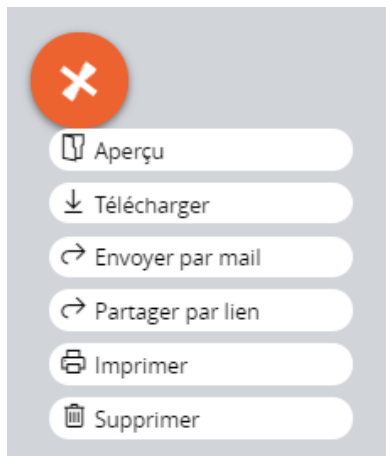 Aperçu
Télécharger
Envoyer par mail
Partager par lien
Imprimer
Supprimer